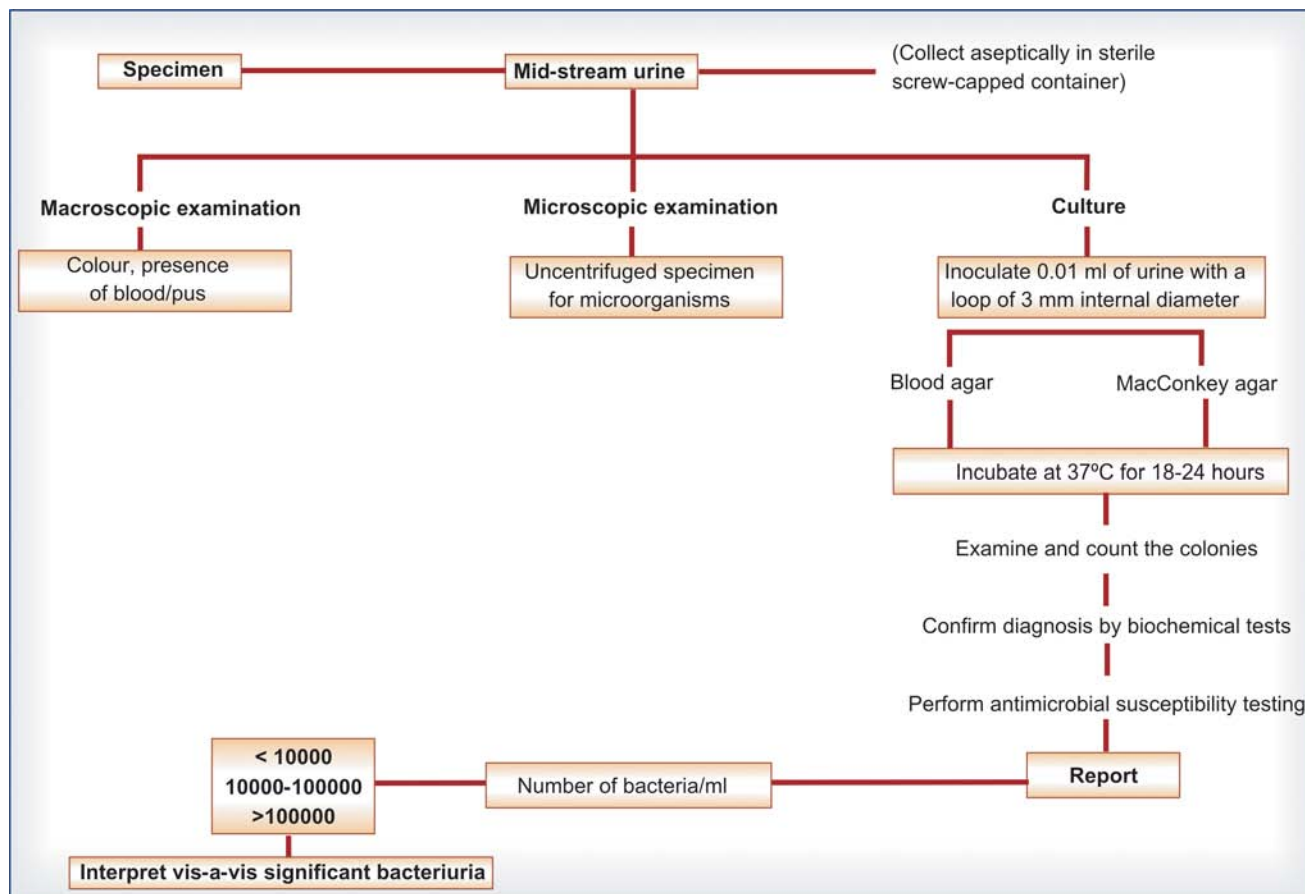 Specimen
Mid-stream urine
(Collect aseptically in sterile
screw-capped container)
Macroscopic examination
Microscopic examination
Culture
Colour, presence
of blood/pus
Uncentrifuged specimen
for microorganisms
Inoculate 0.01 ml of urine with a
loop of 3 mm internal diameter
Blood agar
MacConkey agar
Incubate at 37ºC for 18-24 hours
Examine and count the colonies
Confirm diagnosis by biochemical tests
Perform antimicrobial susceptibility testing
Report
Number of bacteria/ml
< 10000
10000-100000
>100000
Interpret vis-a-vis significant bacteriuria